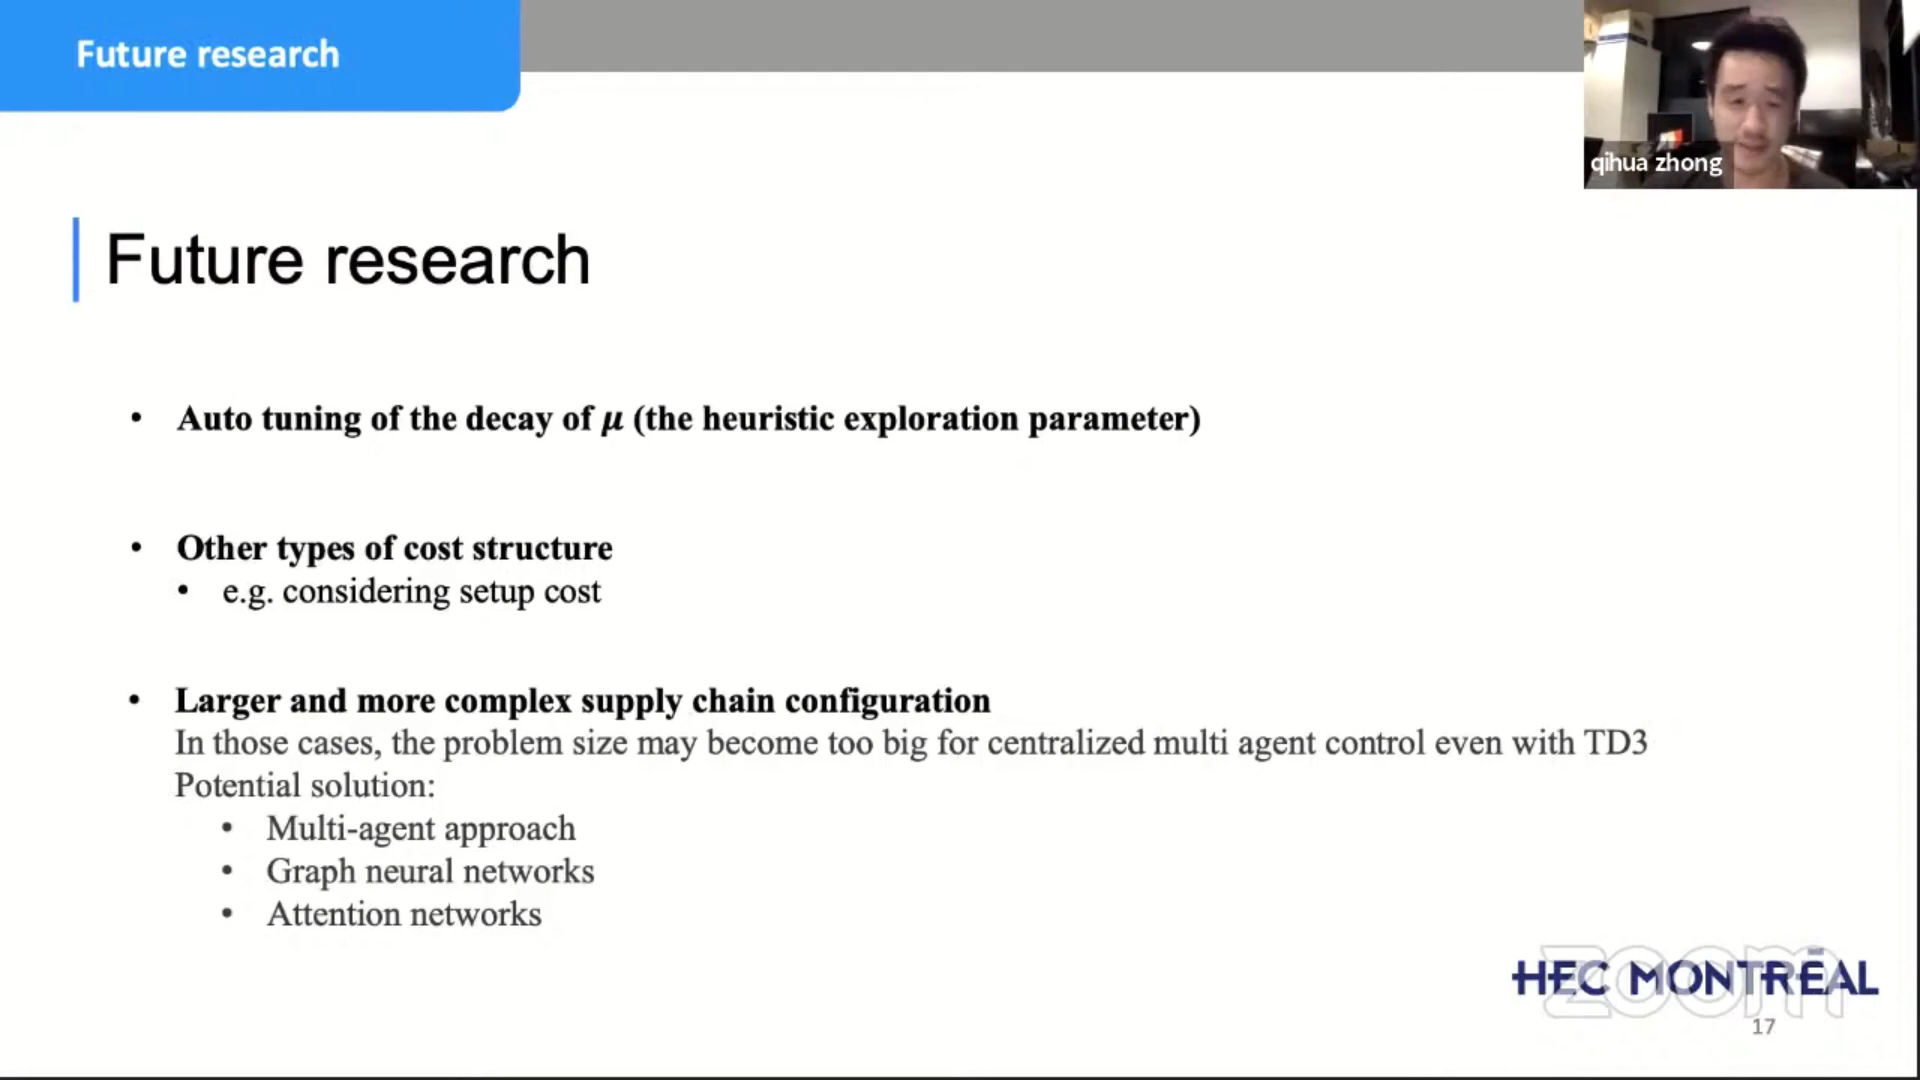 Future research
qihua zhong
Future research
• Auto tuning of the decay of μ (the heuristic exploration parameter)
• Other types of cost structure
• e.g. considering setup cost
• Larger and more complex supply chain configuration
In those cases, the problem size may become too big for centralized multi agent control even with TD3
Potential solution:
• Multi-agent approach
• Graph neural networks
• Attention networks
HEC MONTRĒAL
zoom
17